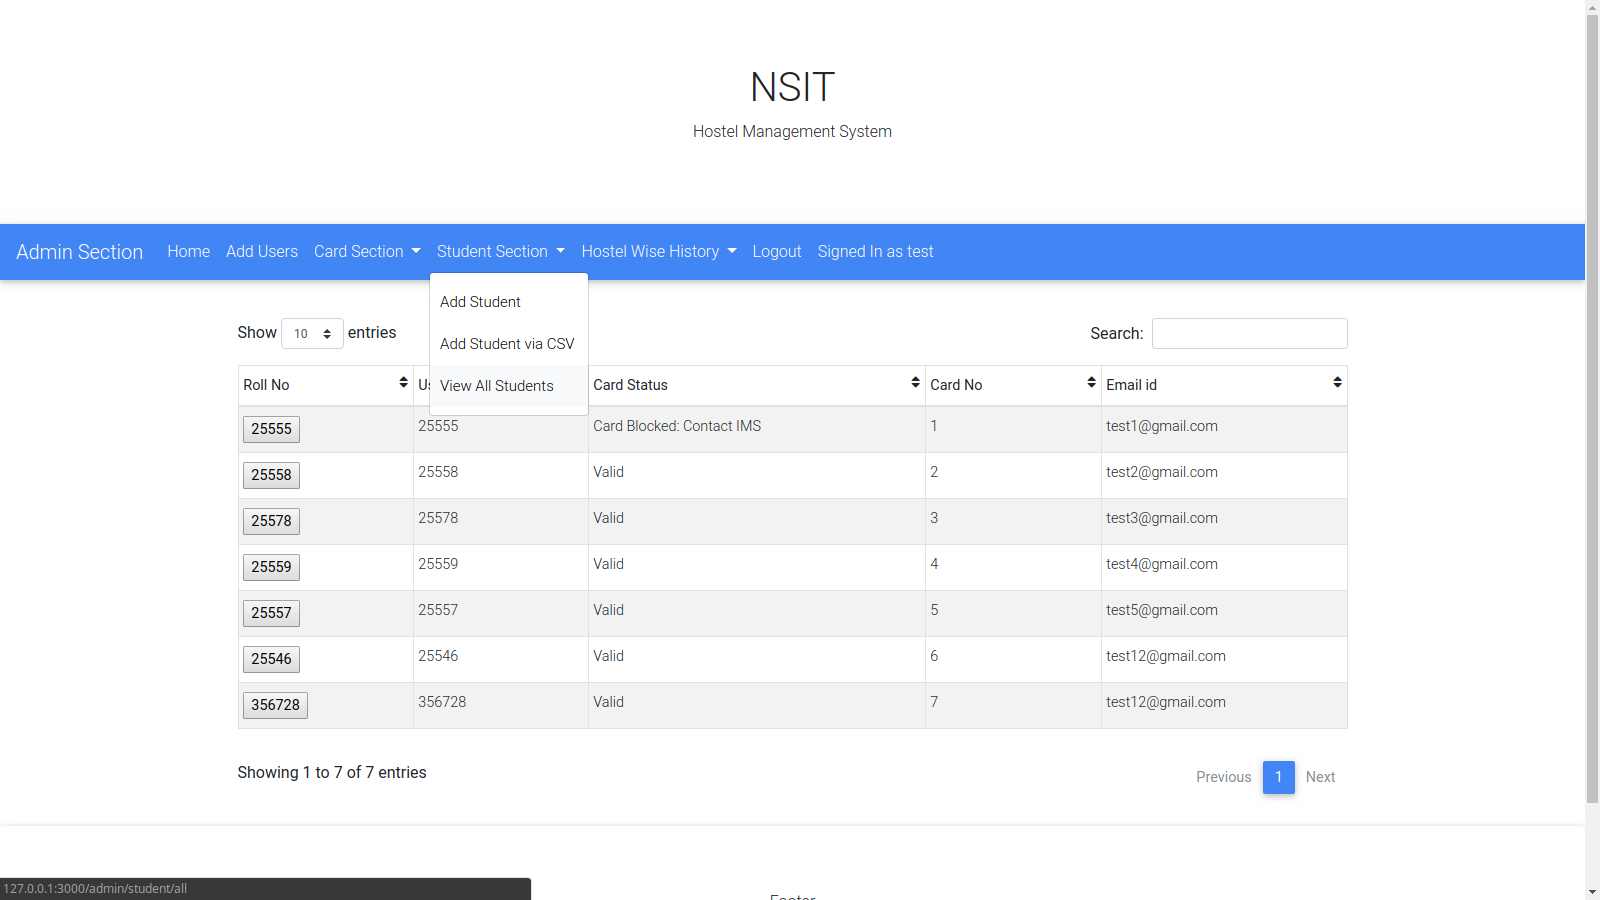 NSIT
Hostel Management System
Admin Section Home Add Users Card Section Student Section Hostel Wise History Logout Signed In as test
Add Student
Add Student via CSV
View All Students
Show 10 entries Search:
Roll No Card Status Card No Email id
25555 25555 Card Blocked: Contact IMS 1 test1@gmail.com
25558 25558 Valid 2 test2@gmail.com
25578 25578 Valid 3 test3@gmail.com
25559 25559 Valid 4 test4@gmail.com
25557 25557 Valid 5 test5@gmail.com
25546 25546 Valid 6 test12@gmail.com
356728 356728 Valid 7 test12@gmail.com
Showing 1 to 7 of 7 entries Previous 1 Next
Footer
127.0.0.1:3000/admin/student/all